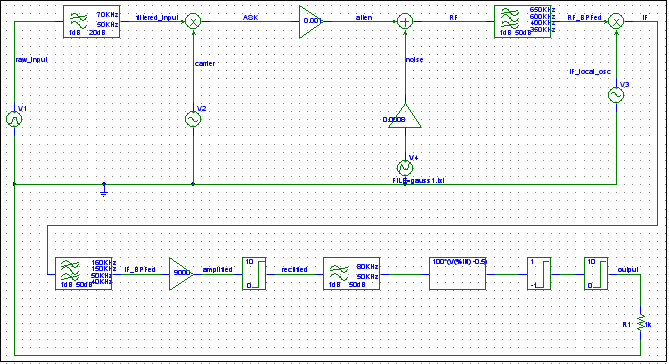 70KHz
50KHz
1dB 20dB
filtered_input
ASK
0.001
atten
RF
650KHz
600KHz
400KHz
350KHz
1dB 50dB
RF_BPFed
IF
raw_input
carrier
noise
IF_local_osc
V1
V2
V3
0.0608
V4
FILE=gauss1.txt
160KHz
150KHz
50KHz
40KHz
1dB 50dB
IF_BPFed
9000
amplified
10
0
rectified
80KHz
50KHz
1dB 50dB
100*(V(%IN)-0.5)
1
-1
10
0
output
R1
1k